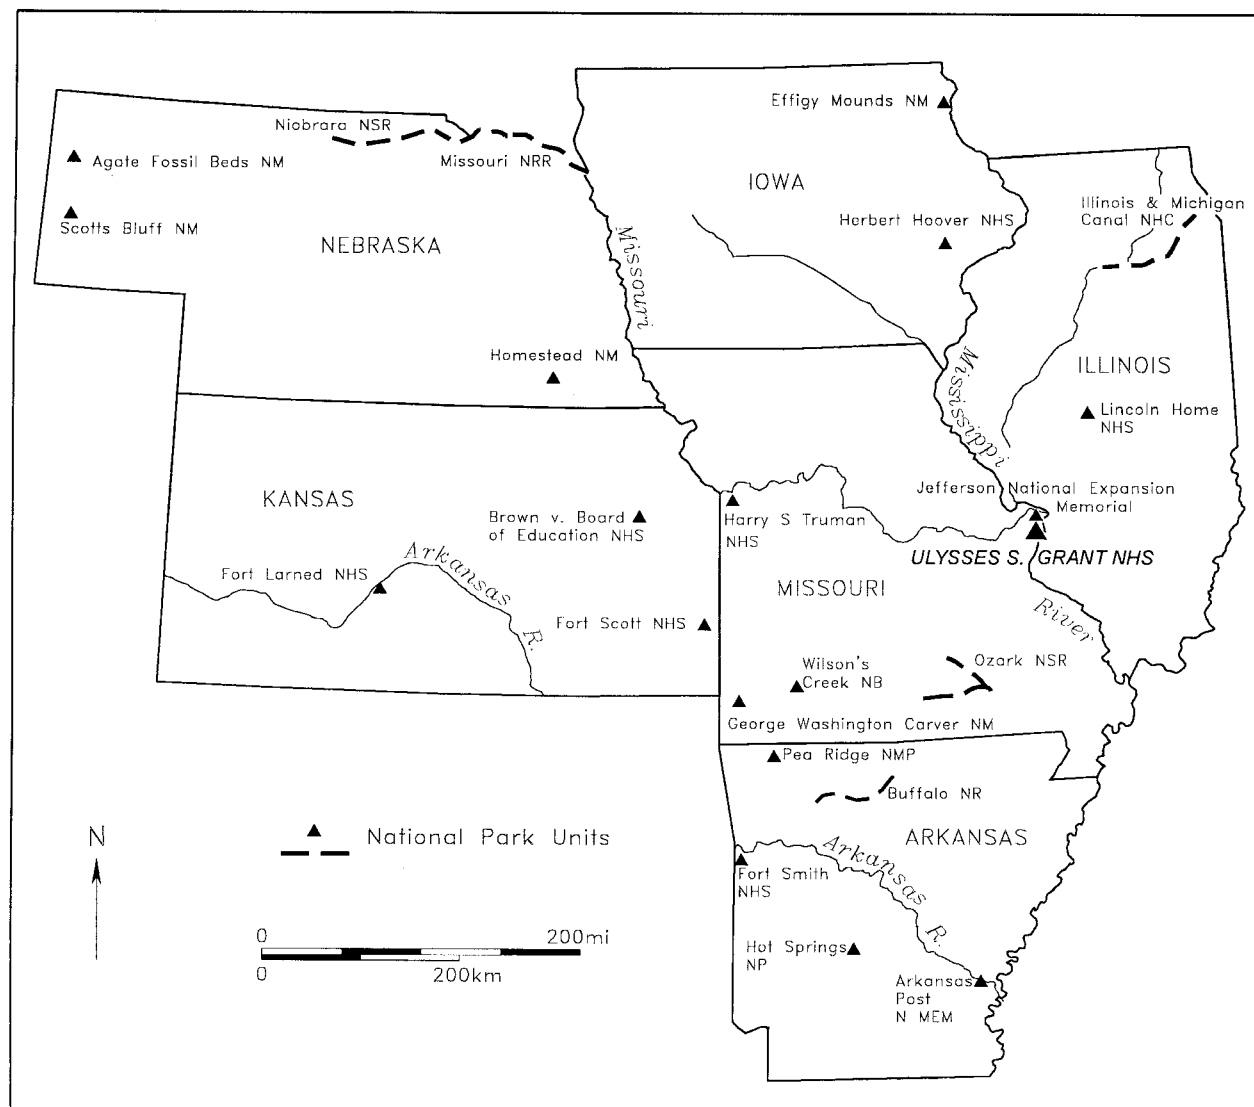 Effigy Mounds NM
Niobrara NSR
Missouri NRR
Agate Fossil Beds NM
Scotts Bluff NM
NEBRASKA
IOWA
Herbert Hoover NHS
Illinois & Michigan
Canal NHC
Missouri
Homestead NM
Mississippi
ILLINOIS
Lincoln Home
NHS
KANSAS
Brown v. Board
of Education NHS
Harry S Truman
NHS
Jefferson National Expansion
Memorial
ULYSSES S. GRANT NHS
Fort Larned NHS
Arkansas
R.
MISSOURI
River
Fort Scott NHS
Wilson's
Creek NB
Ozark NSR
George Washington Carver NM
Pea Ridge NMP
Buffalo NR
ARKANSAS
Arkansas
R.
Fort Smith
NHS
Hot Springs
NP
Arkansas
Post
N MEM
N
National Park Units
0
200mi
0
200km